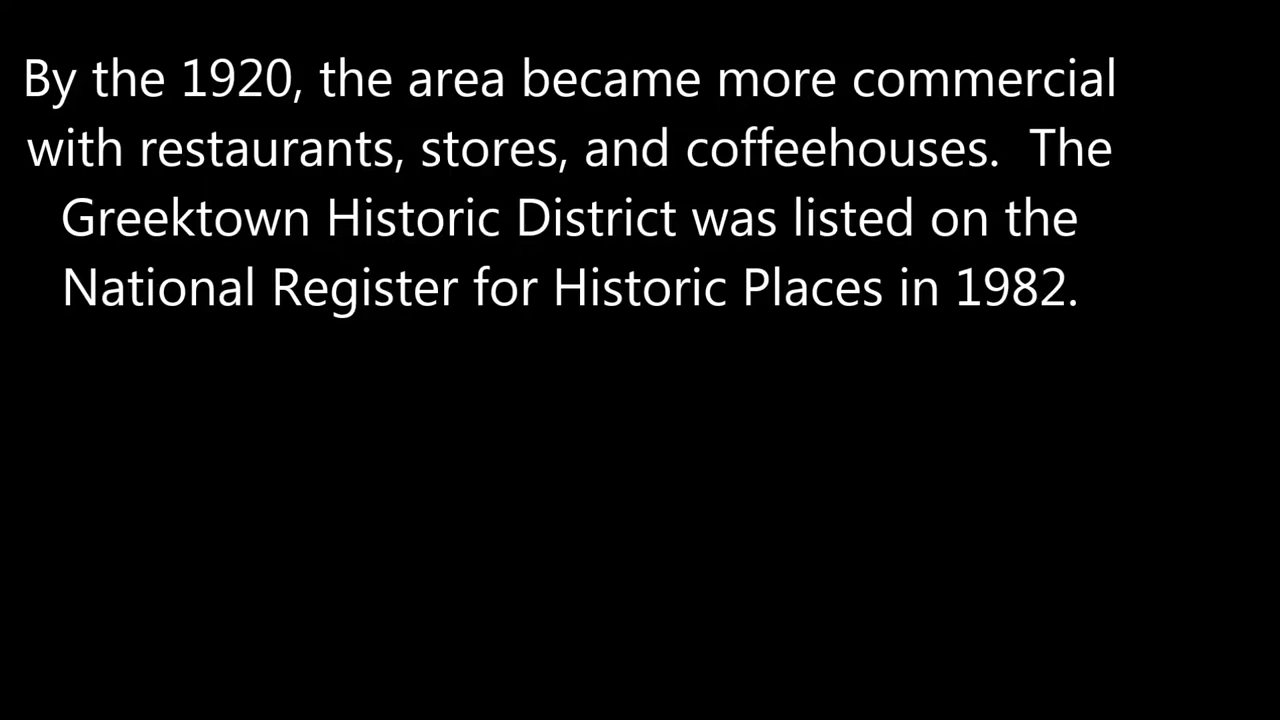 By the 1920, the area became more commercial
with restaurants, stores, and coffeehouses.  The
Greektown Historic District was listed on the
National Register for Historic Places in 1982.